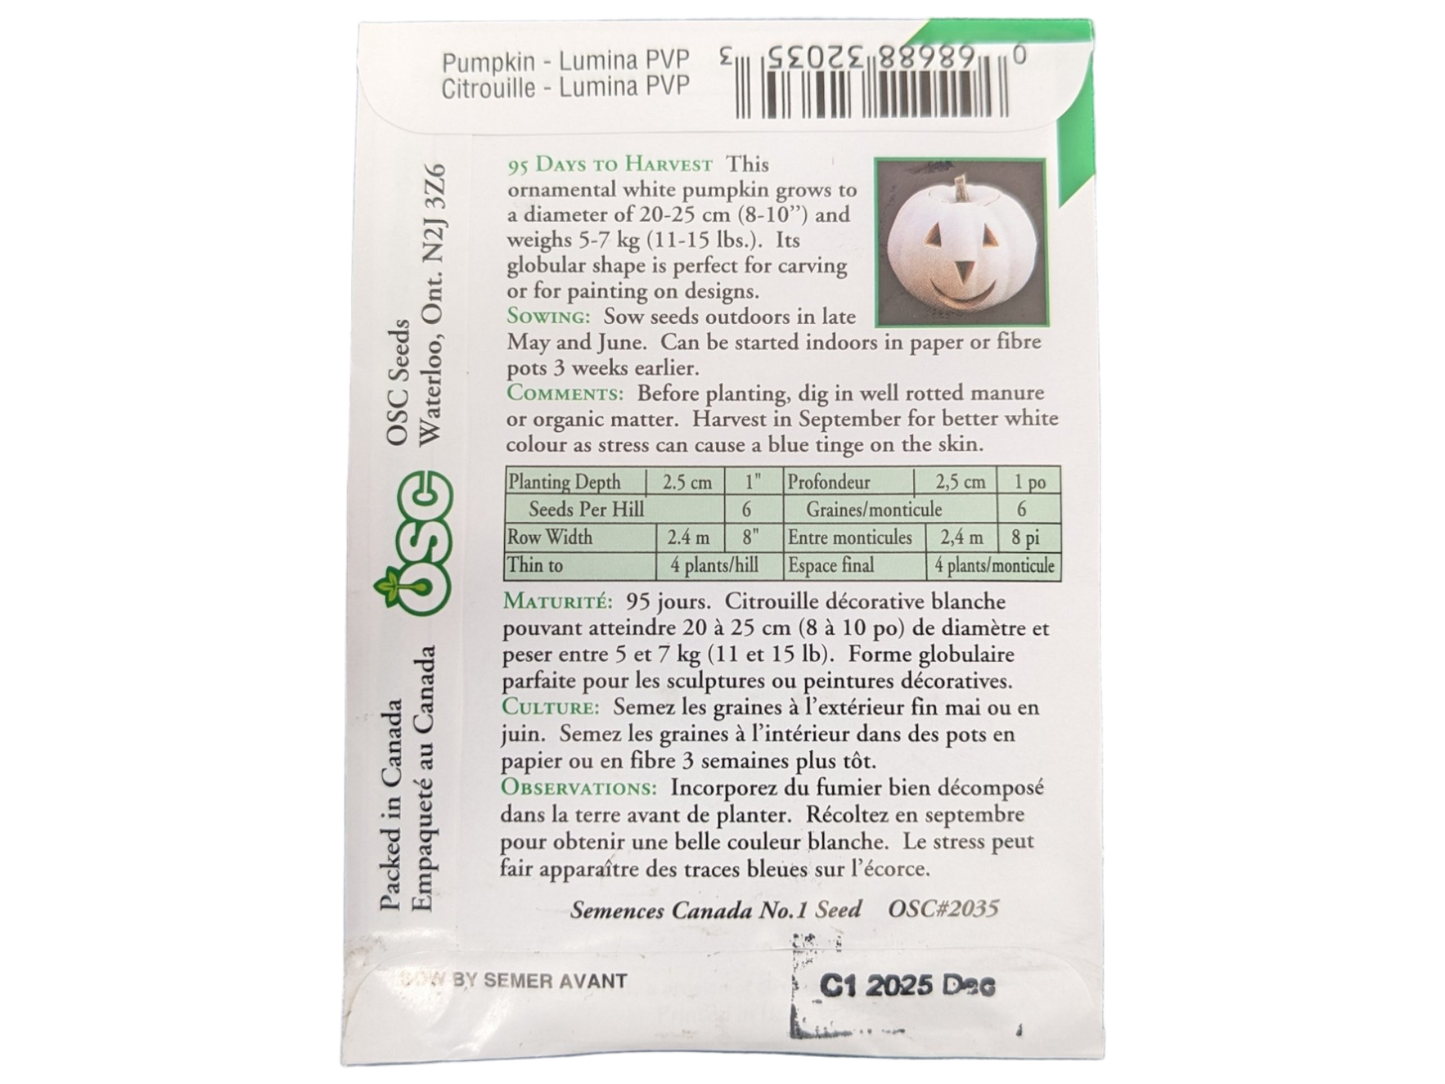 Pumpkin - Lumina PVP
Citrouille - Lumina PVP
0 68688 32035 3
OSC Seeds
Waterloo, Ont. N2J 3Z6
OSC
Packed in Canada
Empaqueté au Canada
95 DAYS TO HARVEST This
ornamental white pumpkin grows to
a diameter of 20-25 cm (8-10”) and
weighs 5-7 kg (11-15 lbs.). Its
globular shape is perfect for carving
or for painting on designs.
SOWING: Sow seeds outdoors in late
May and June. Can be started indoors in paper or fibre
pots 3 weeks earlier.
COMMENTS: Before planting, dig in well rotted manure
or organic matter. Harvest in September for better white
colour as stress can cause a blue tinge on the skin.
Planting Depth 2.5 cm 1" Profondeur 2,5 cm 1 po
Seeds Per Hill 6 Graines/monticule 6
Row Width 2.4 m 8" Entre monticules 2,4 m 8 pi
Thin to 4 plants/hill Espace final 4 plants/monticule
MATURITÉ: 95 jours. Citrouille décorative blanche
pouvant atteindre 20 à 25 cm (8 à 10 po) de diamètre et
peser entre 5 et 7 kg (11 et 15 lb). Forme globulaire
parfaite pour les sculptures ou peintures décoratives.
CULTURE: Semez les graines à l’extérieur fin mai ou en
juin. Semez les graines à l’intérieur dans des pots en
papier ou en fibre 3 semaines plus tôt.
OBSERVATIONS: Incorporez du fumier bien décomposé
dans la terre avant de planter. Récoltez en septembre
pour obtenir une belle couleur blanche. Le stress peut
fair apparaître des traces bleues sur l’écorce.
Semences Canada No.1 Seed OSC#2035
SOW BY SEMER AVANT
C1 2025 Dec